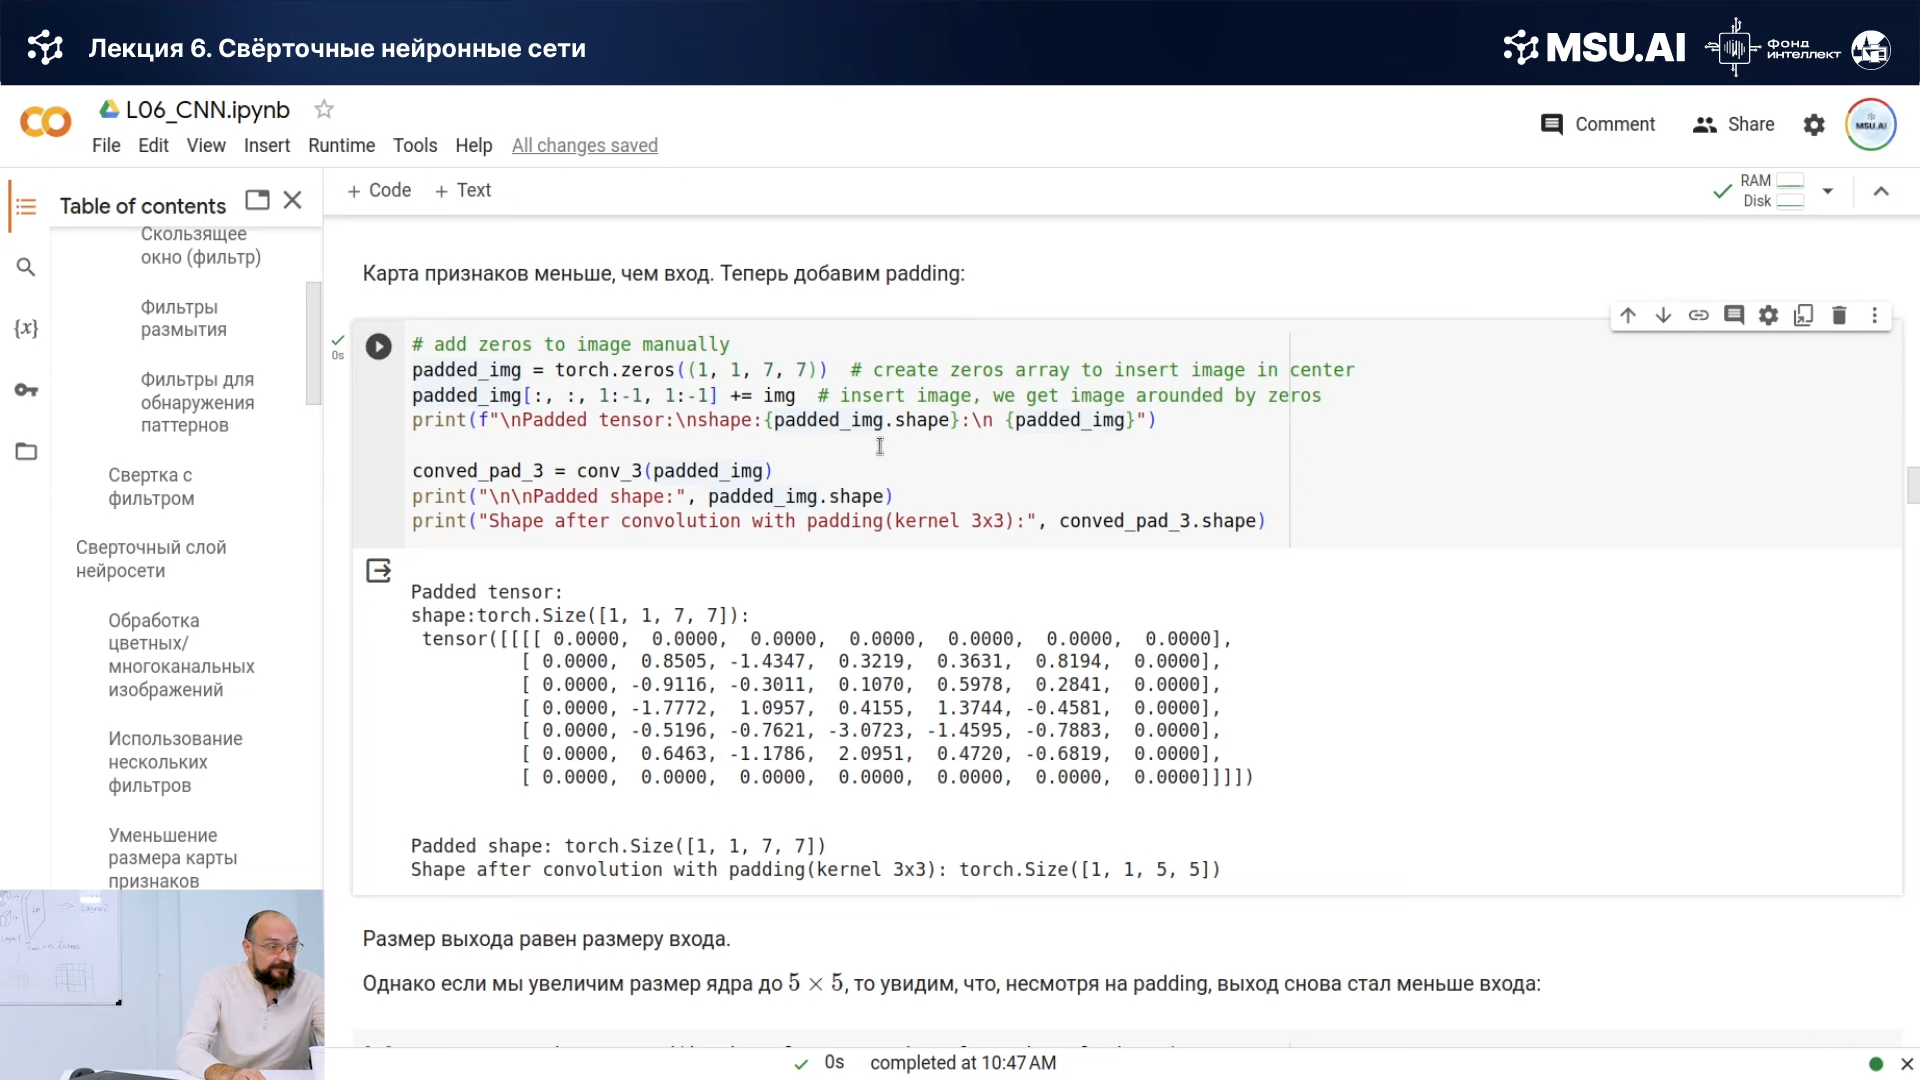 Лекция 6. Свёрточные нейронные сети
MSU.AI
ФОНД
ИНТЕЛЛЕКТ
L06_CNN.ipynb
File Edit View Insert Runtime Tools Help All changes saved
Comment
Share
MSU.AI
Table of contents
+ Code + Text
RAM
Disk
Скользящее
окно (фильтр)
Фильтры
размытия
Фильтры для
обнаружения
паттернов
Свертка с
фильтром
Сверточный слой
нейросети
Обработка
цветных/
многоканальных
изображений
Использование
нескольких
фильтров
Уменьшение
размера карты
признаков
{x}
Карта признаков меньше, чем вход. Теперь добавим padding:
0s
# add zeros to image manually
padded_img = torch.zeros((1, 1, 7, 7))  # create zeros array to insert image in center
padded_img[:, :, 1:-1, 1:-1] += img  # insert image, we get image arounded by zeros
print(f"\nPadded tensor:\nshape:{padded_img.shape}:\n {padded_img}")
conved_pad_3 = conv_3(padded_img)
print("\n\nPadded shape:", padded_img.shape)
print("Shape after convolution with padding(kernel 3x3):", conved_pad_3.shape)
Padded tensor:
shape:torch.Size([1, 1, 7, 7]):
tensor([[[[ 0.0000,  0.0000,  0.0000,  0.0000,  0.0000,  0.0000,  0.0000],
[ 0.0000,  0.8505, -1.4347,  0.3219,  0.3631,  0.8194,  0.0000],
[ 0.0000, -0.9116, -0.3011,  0.1070,  0.5978,  0.2841,  0.0000],
[ 0.0000, -1.7772,  1.0957,  0.4155,  1.3744, -0.4581,  0.0000],
[ 0.0000, -0.5196, -0.7621, -3.0723, -1.4595, -0.7883,  0.0000],
[ 0.0000,  0.6463, -1.1786,  2.0951,  0.4720, -0.6819,  0.0000],
[ 0.0000,  0.0000,  0.0000,  0.0000,  0.0000,  0.0000,  0.0000]]]])
Padded shape: torch.Size([1, 1, 7, 7])
Shape after convolution with padding(kernel 3x3): torch.Size([1, 1, 5, 5])
Размер выхода равен размеру входа.
Однако если мы увеличим размер ядра до 5 × 5, то увидим, что, несмотря на padding, выход снова стал меньше входа:
0s completed at 10:47 AM